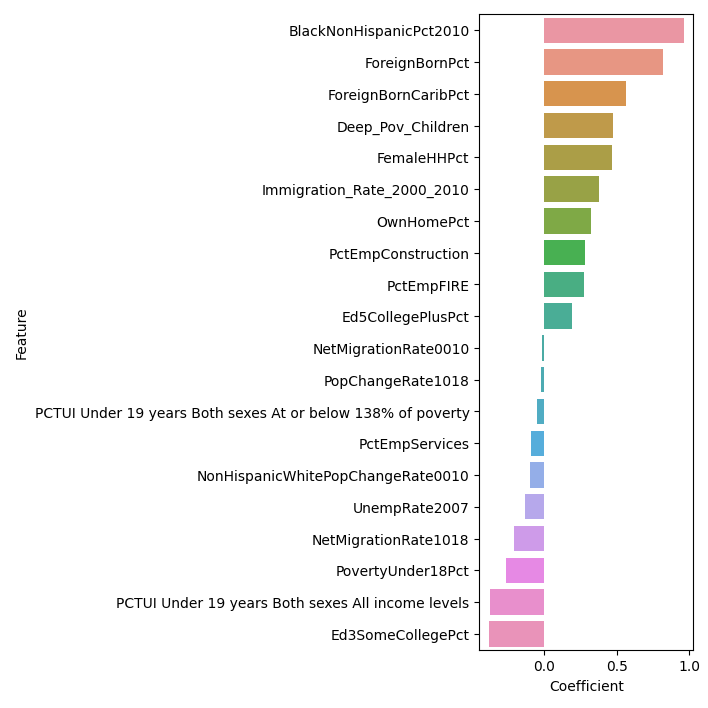 BlackNonHispanicPct2010
ForeignBornPct
ForeignBornCaribPct
Deep_Pov_Children
FemaleHHPct
Immigration_Rate_2000_2010
OwnHomePct
PctEmpConstruction
PctEmpFIRE
Ed5CollegePlusPct
NetMigrationRate0010
PopChangeRate1018
PCTUI Under 19 years Both sexes At or below 138% of poverty
PctEmpServices
NonHispanicWhitePopChangeRate0010
UnempRate2007
NetMigrationRate1018
PovertyUnder18Pct
PCTUI Under 19 years Both sexes All income levels
Ed3SomeCollegePct
Feature
0.0 0.5 1.0
Coefficient